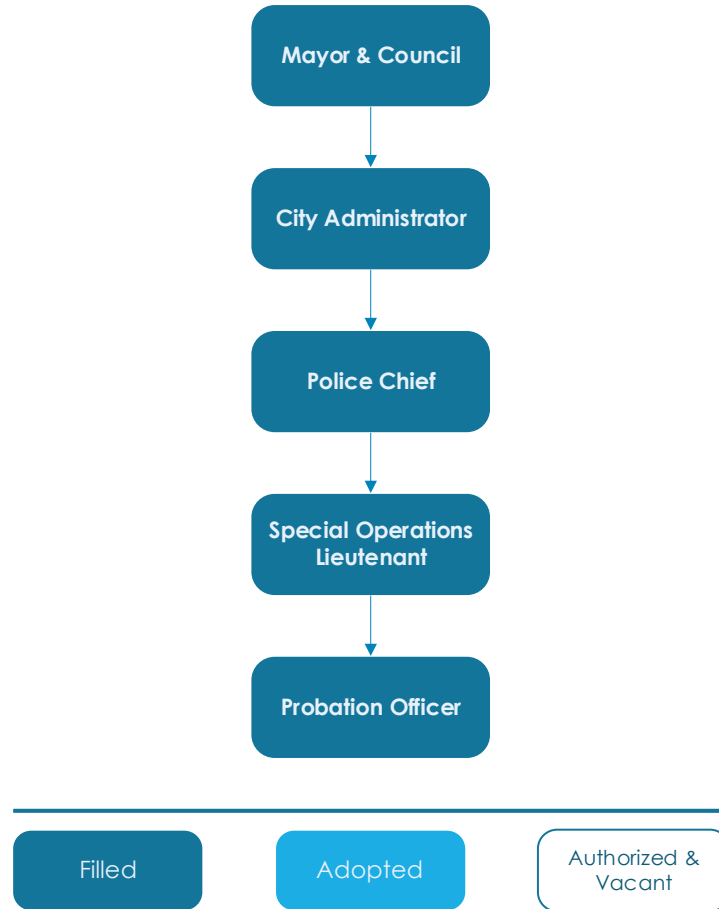 Mayor & Council
City Administrator
Police Chief
Special Operations
Lieutenant
Probation Officer
Filled
Adopted
Authorized &
Vacant